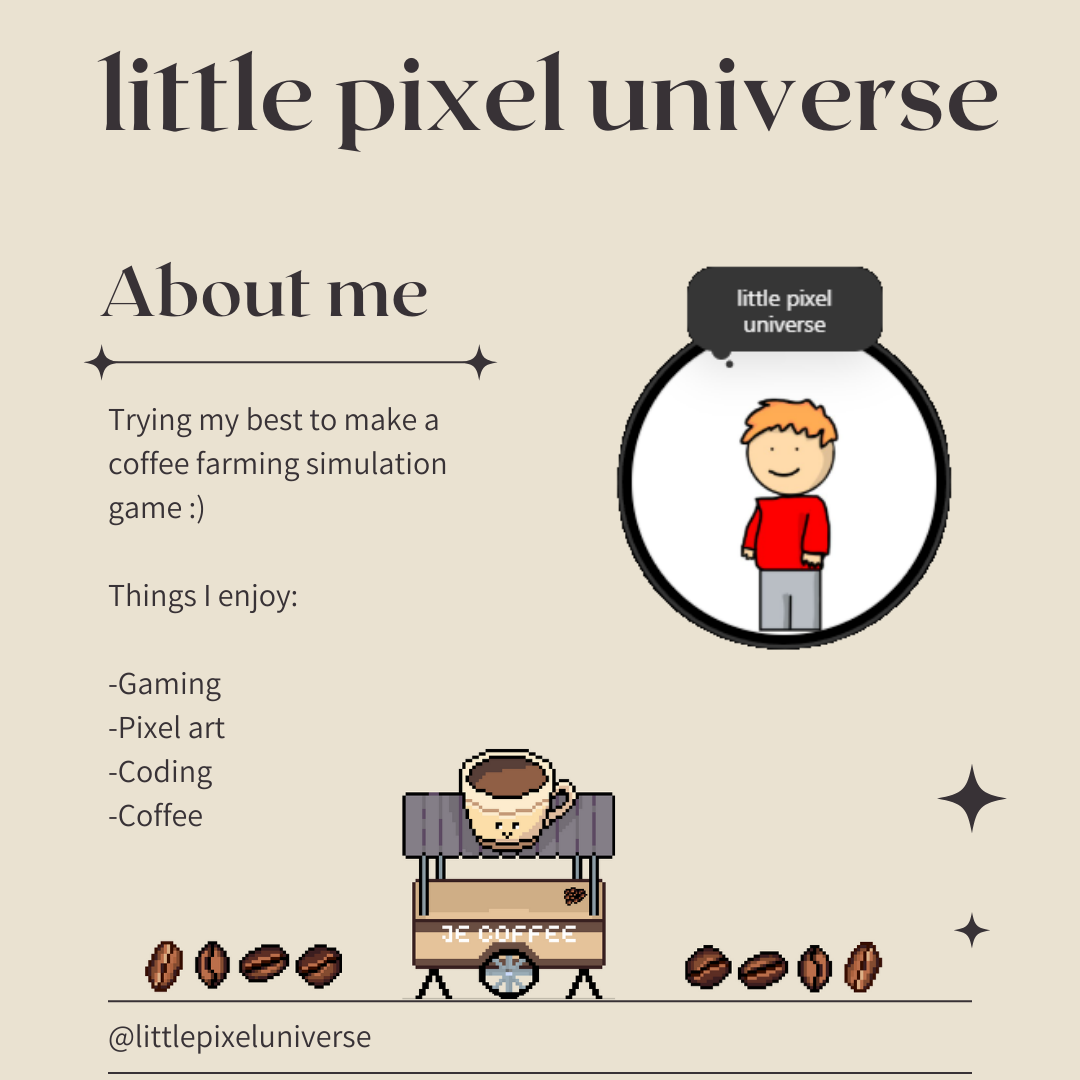 little pixel universe
About me
little pixel
universe
Trying my best to make a
coffee farming simulation
game :)
Things I enjoy:
-Gaming
-Pixel art
-Coding
-Coffee
JE COFFEE
@littlepixeluniverse